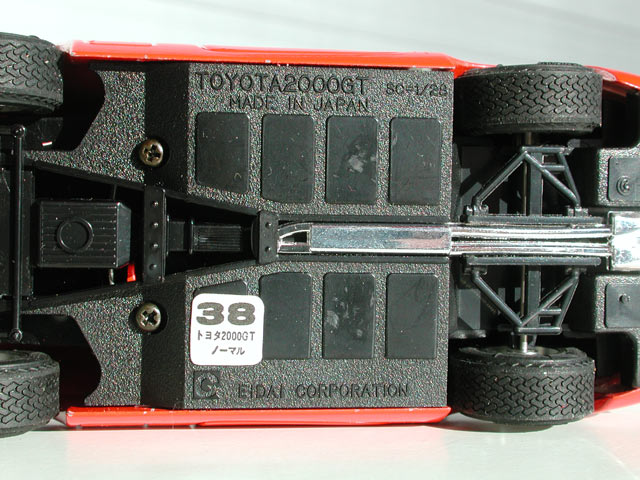 TOYOTA2000GT SC-1/28
MADE IN JAPAN
38
トヨタ2000GT
ノーマル
EIDAI CORPORATION